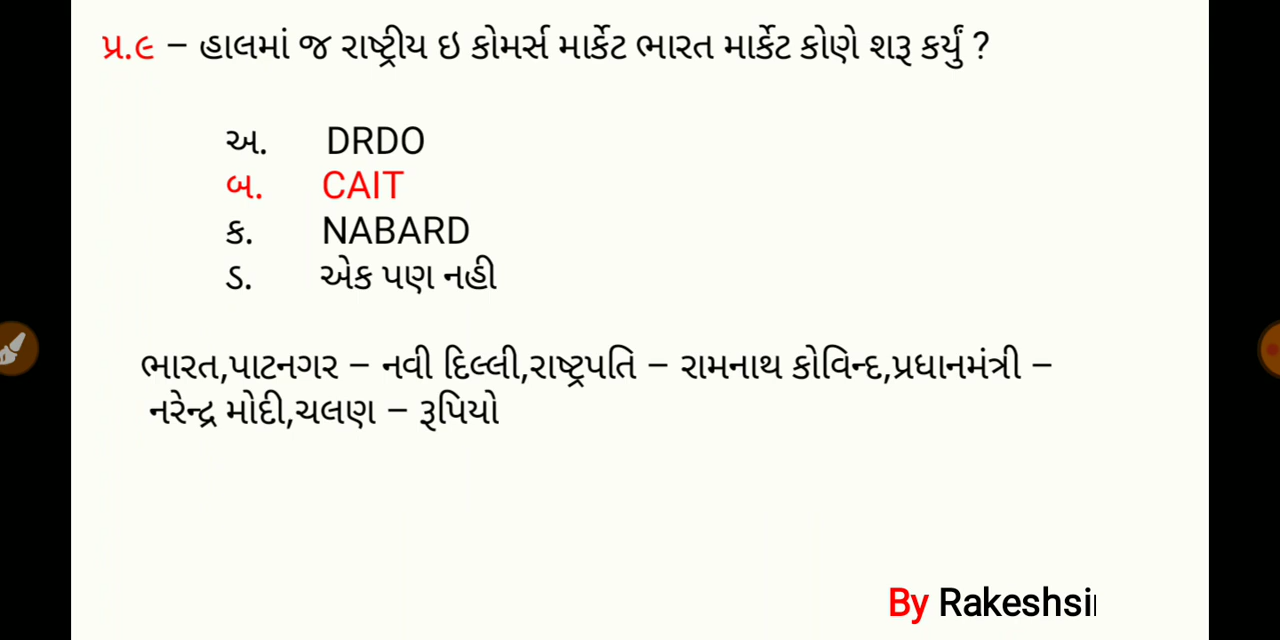 પ્ર.૯ – હાલમાં જ રાષ્ટ્રીય ઇ કોમર્સ માર્કેટ ભારત માર્કેટ કોણે શરૂ કર્યું ?
અ. DRDO
બ. CAIT
ક. NABARD
ડ. એક પણ નહી
ભારત,પાટનગર – નવી દિલ્લી,રાષ્ટ્રપતિ – રામનાથ કોવિન્દ,પ્રધાનમંત્રી –
નરેન્દ્ર મોદી,ચલણ – રૂપિયો
By Rakeshsi